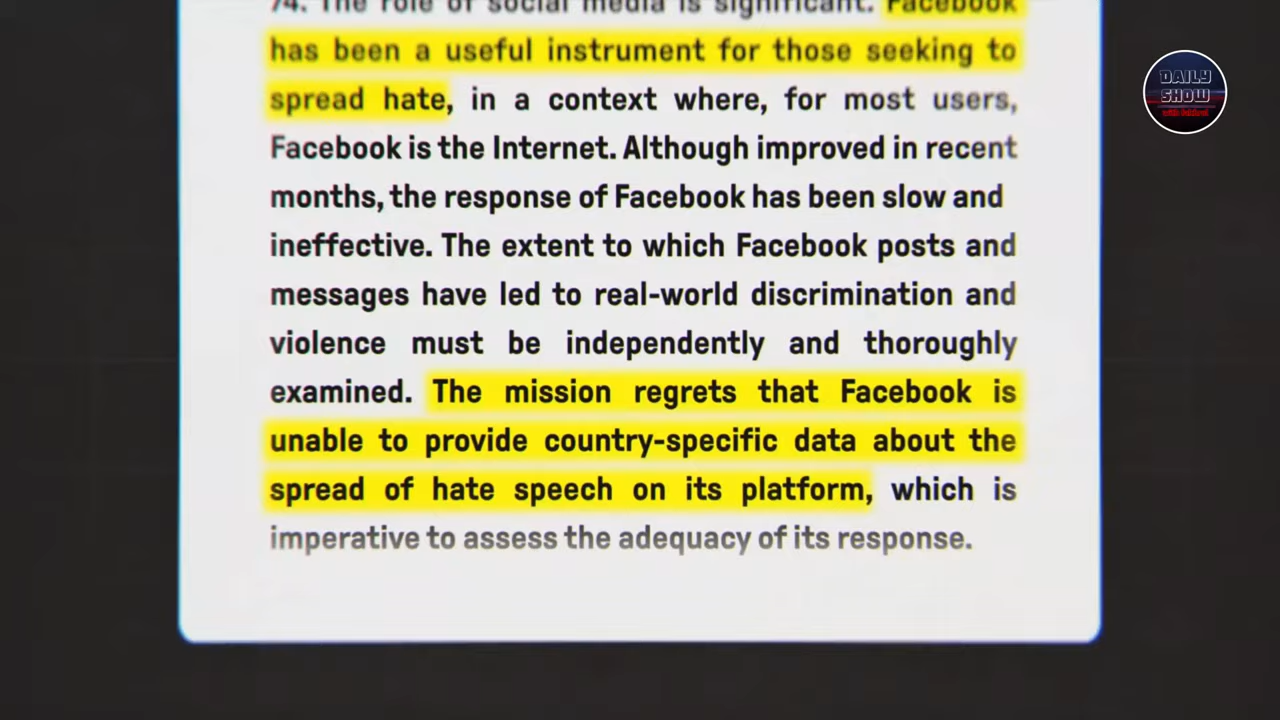 74. The role of social media is significant. Facebook
has been a useful instrument for those seeking to
spread hate, in a context where, for most users,
Facebook is the Internet. Although improved in recent
months, the response of Facebook has been slow and
ineffective. The extent to which Facebook posts and
messages have led to real-world discrimination and
violence must be independently and thoroughly
examined. The mission regrets that Facebook is
unable to provide country-specific data about the
spread of hate speech on its platform, which is
imperative to assess the adequacy of its response.
DAILY
SHOW